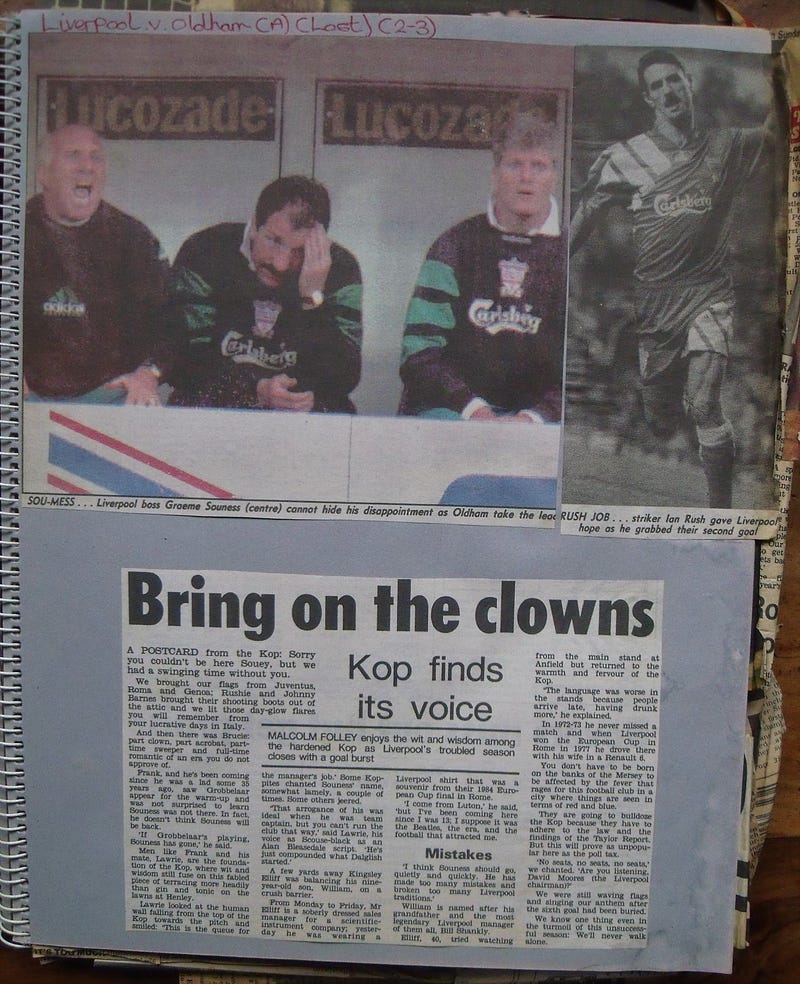 Liverpool. v. Oldham (A) (Lost) (2-3)
Lucozade
Lucozade
adidas
Carlsberg
Carlsberg
Carlsberg
SOU-MESS . . . Liverpool boss Graeme Souness (centre) cannot hide his disappointment as Oldham take the lead
RUSH JOB . . . striker Ian Rush gave Liverpool
hope as he grabbed their second goal
Bring on the clowns
A POSTCARD from the Kop: Sorry
you couldn't be here Souey, but we
had a swinging time without you.
We brought our flags from Juventus,
Roma and Genoa; Rushie and Johnny
Barnes brought their shooting boots out of
the attic and we lit those day-glow flares
you will remember from
your lucrative days in Italy.
And then there was Brucie:
part clown, part acrobat, part-
time sweeper and full-time
romantic of an era you do not
approve of.
Frank, and he's been coming
since he was a lad some 35
years ago, saw Grobbelaar
appear for the warm-up and
was not surprised to learn
Souness was not there. In fact,
he doesn't think Souness will
be back.
'If Grobbelaar's playing,
Souness has gone,' he said.
Men like Frank and his
mate, Lawrie, are the founda-
tion of the Kop, where wit and
wisdom still fuse on this fabled
piece of terracing more readily
than gin and tonic on the
lawns at Henley.
Lawrie looked at the human
wall falling from the top of the
Kop towards the pitch and
smiled: 'This is the queue for
Kop finds
its voice
MALCOLM FOLLEY enjoys the wit and wisdom among
the hardened Kop as Liverpool's troubled season
closes with a goal burst
the manager's job.' Some Kop-
pites chanted Souness' name,
somewhat lamely, a couple of
times. Some others jeered.
'That arrogance of his was
ideal when he was team
captain, but you can't run the
club that way,' said Lawrie, his
voice as Scouse-black as an
Alan Bleasedale script. 'He's
just compounded what Dalglish
started.'
A few yards away Kingsley
Elliff was balancing his nine-
year-old son, William, on a
crush barrier.
From Monday to Friday, Mr
Elliff is a soberly dressed sales
manager for a scientific-
instrument company; yester-
day he was wearing a
Liverpool shirt that was a
souvenir from their 1984 Euro-
pean Cup final in Rome.
'I come from Luton,' he said,
'but I've been coming here
since I was 13; I suppose it was
the Beatles, the era, and the
football that attracted me.
Mistakes
'I think Souness should go,
quietly and quickly. He has
made too many mistakes and
broken too many Liverpool
traditions.'
William is named after his
grandfather and the most
legendary Liverpool manager
of them all, Bill Shankly.
Elliff, 40, tried watching
from the main stand at
Anfield but returned to the
warmth and fervour of the
Kop.
'The language was worse in
the stands because people
arrive late, having drunk
more,' he explained.
In 1972-73 he never missed a
match and when Liverpool
won the European Cup in
Rome in 1977 he drove there
with his wife in a Renault 6.
You don't have to be born
on the banks of the Mersey to
be affected by the fever that
rages for this football club in a
city where things are seen in
terms of red and blue.
They are going to bulldoze
the Kop because they have to
adhere to the law and the
findings of the Taylor Report.
But this will prove as unpopu-
lar here as the poll tax.
'No seats, no seats, no seats,'
we chanted. 'Are you listening,
David Moores (the Liverpool
chairman)?'
We were still waving flags
and singing our anthem after
the sixth goal had been buried.
We know one thing even in
the turmoil of this unsuccess-
ful season: We'll never walk
alone.